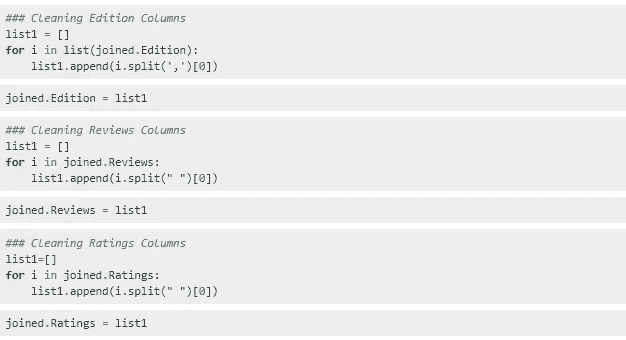 ### Cleaning Edition Columns
list1 = []
for i in list(joined.Edition):
    list1.append(i.split(',')[0])
joined.Edition = list1
### Cleaning Reviews Columns
list1 = []
for i in joined.Reviews:
    list1.append(i.split(" ")[0])
joined.Reviews = list1
### Cleaning Ratings Columns
list1=[]
for i in joined.Ratings:
    list1.append(i.split(" ")[0])
joined.Ratings = list1